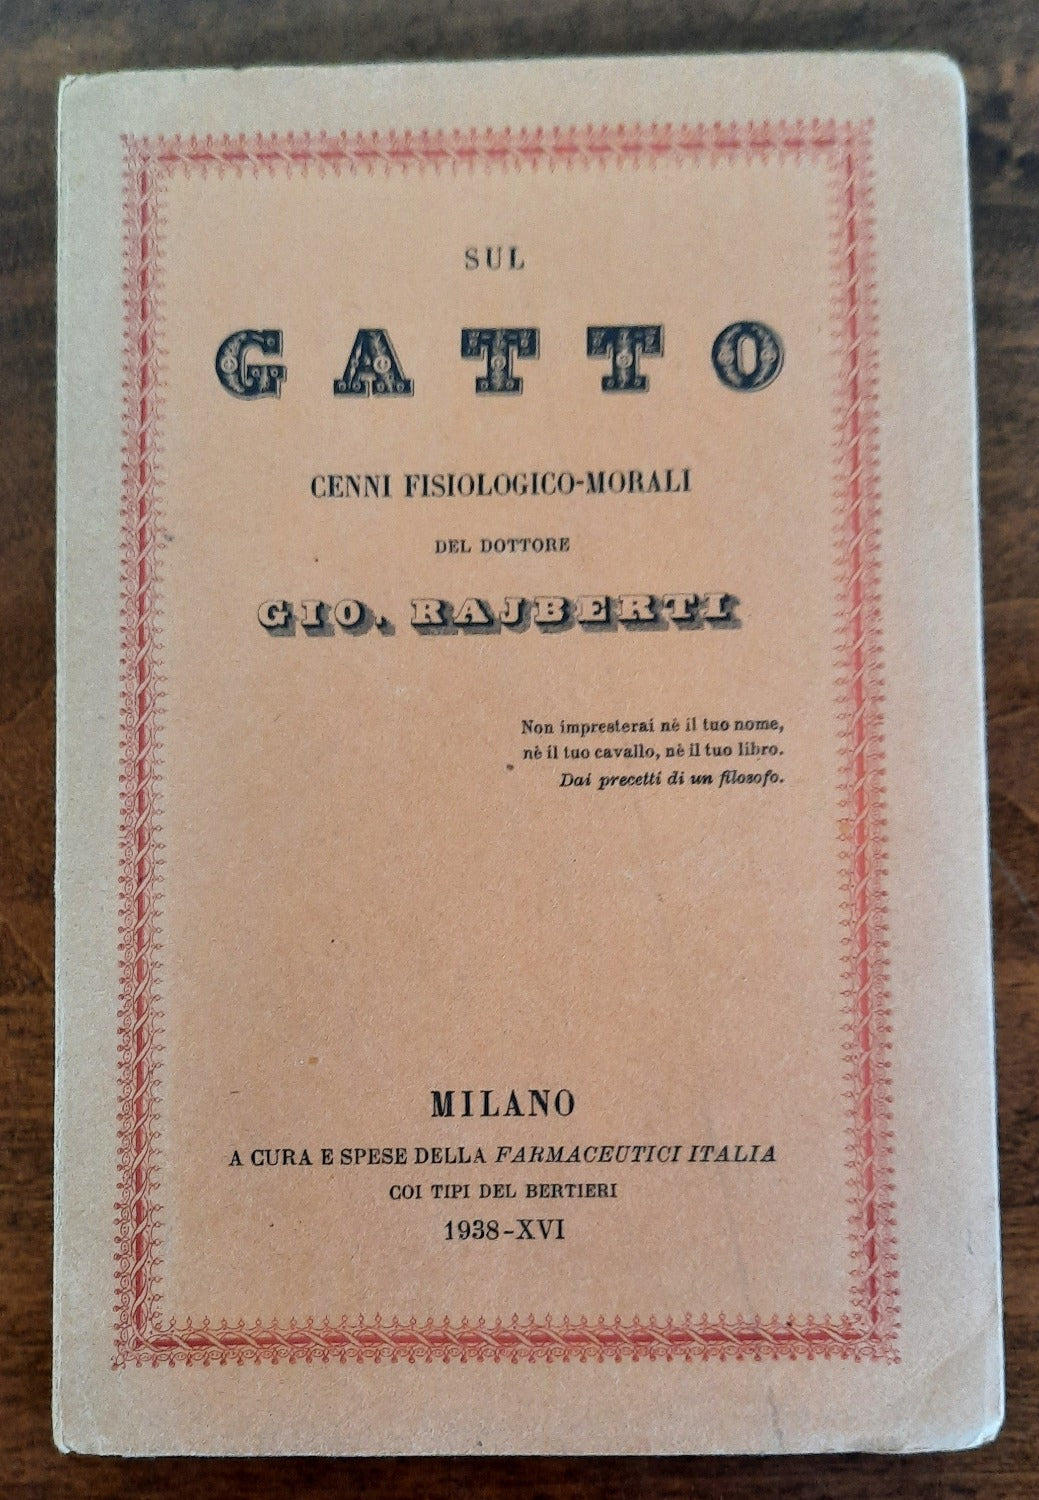 SUL
GATTO
CENNI FISIOLOGICO-MORALI
DEL DOTTORE
GIO. RAJBERTI
Non impresterai nè il tuo nome,
nè il tuo cavallo, nè il tuo libro.
Dai precetti di un filosofo.
MILANO
A CURA E SPESE DELLA FARMACEUTICI ITALIA
COI TIPI DEL BERTIERI
1938-XVI